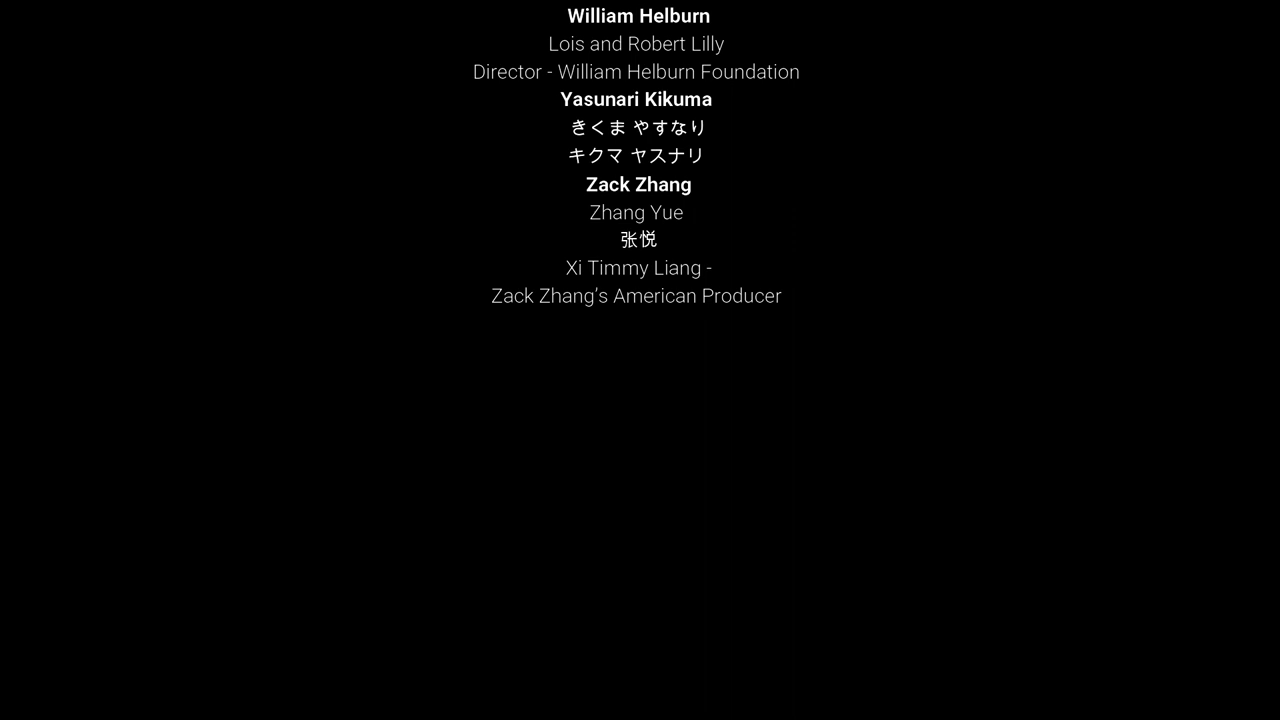 William Helburn
Lois and Robert Lilly
Director - William Helburn Foundation
Yasunari Kikuma
きくま やすなり
キクマ ヤスナリ
Zack Zhang
Zhang Yue
张悦
Xi Timmy Liang -
Zack Zhang’s American Producer